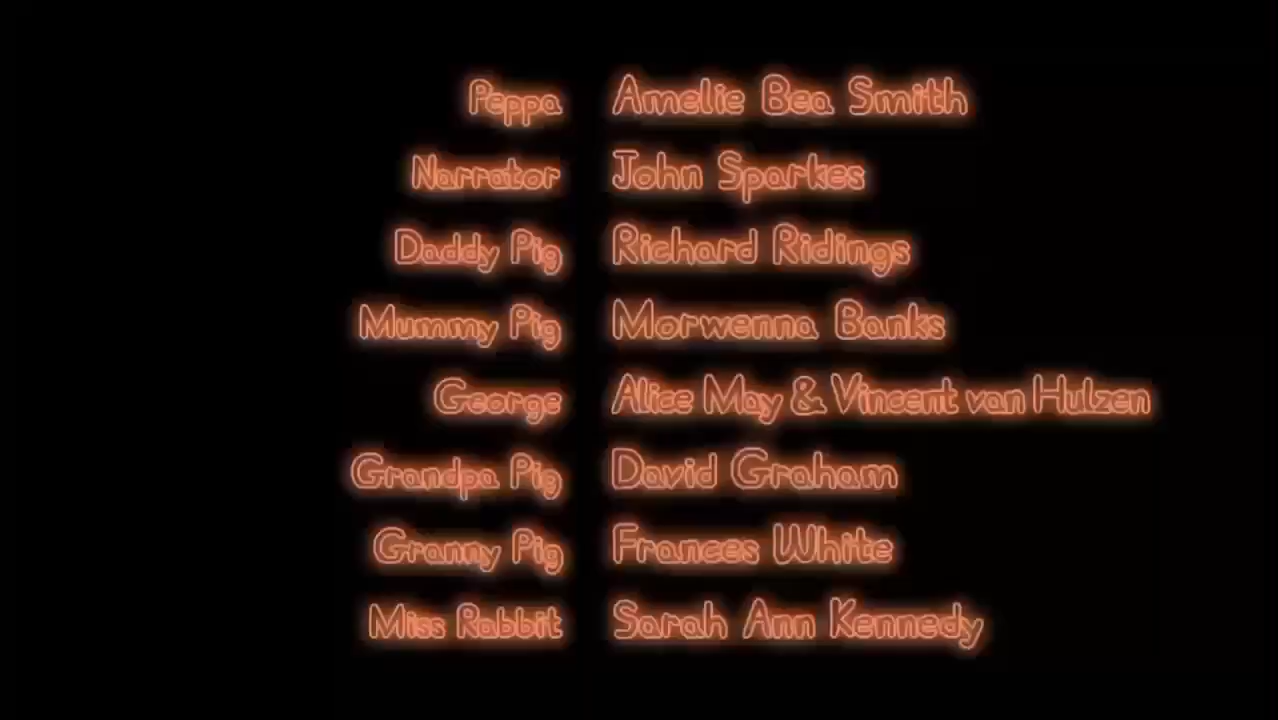 Peppa Amelie Bea Smith
Narrator John Sparkes
Daddy Pig Richard Ridings
Mummy Pig Morwenna Banks
George Alice May & Vincent van Hulzen
Grandpa Pig David Graham
Granny Pig Frances White
Miss Rabbit Sarah Ann Kennedy